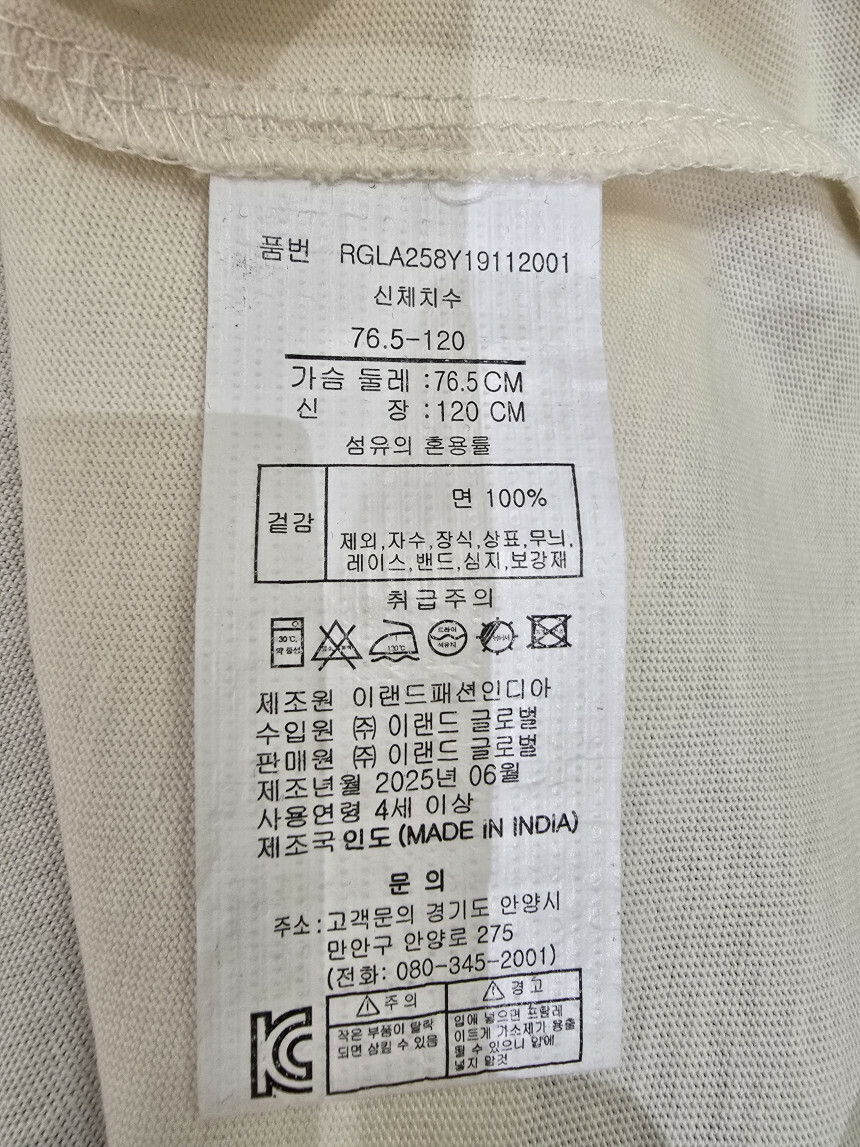 품번 RGLA258Y19112001
신체치수
76.5-120
가슴 둘레 :76.5CM
신 장 :120 CM
섬유의 혼용률
겉감
면 100%
제외,자수,장식,상표,무늬,
레이스,밴드,심지,보강재
취급주의
30℃,
약 중성
130℃
드라이
석유계
제조원 이랜드패션인디아
수입원 ㈜ 이랜드 글로벌
판매원 ㈜ 이랜드 글로벌
제조년월 2025년 06월
사용연령 4세 이상
제조국 인도 (MADE iN INDiA)
문 의
주소 : 고객문의 경기도 안양시
만안구 안양로 275
(전화: 080-345-2001)
주 의
작은 부품이 탈락
되면 삼킬 수 있음
경 고
입에 넣으면 프탈레
이트계 가소제가 용출
될 수 있으니 입에
넣지 말것